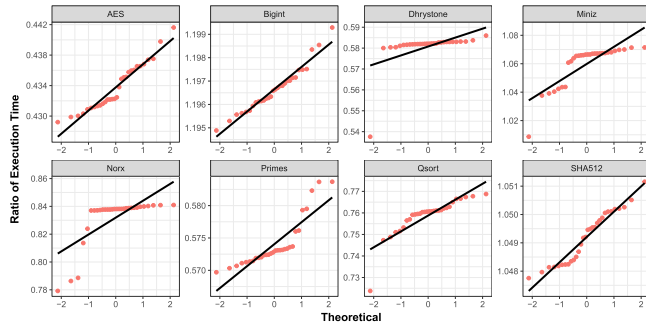 AES
Bigint
Dhrystone
Miniz
0.442
0.438
0.434
0.430
1.199
1.198
1.197
1.196
1.195
0.59
0.58
0.57
0.56
0.55
0.54
1.08
1.06
1.04
1.02
-2 -1 0 1 2
-2 -1 0 1 2
-2 -1 0 1 2
-2 -1 0 1 2
Norx
Primes
Qsort
SHA512
0.86
0.84
0.82
0.80
0.78
0.580
0.575
0.570
0.77
0.76
0.75
0.74
0.73
1.051
1.050
1.049
1.048
-2 -1 0 1 2
-2 -1 0 1 2
-2 -1 0 1 2
-2 -1 0 1 2
Ratio of Execution Time
Theoretical